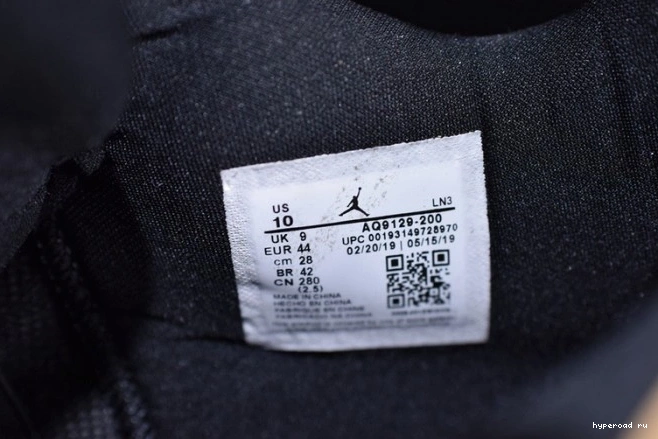 US
10
LN3
AQ9129-200
UK 9
UPC 00193149728970
EUR 44
02/20/19 | 05/15/19
cm 28
BR 42
CN 280
(2.5)
MADE IN CHINA
HECHO EN CHINA
FABRIQUE EN CHINE
hyperoad ru